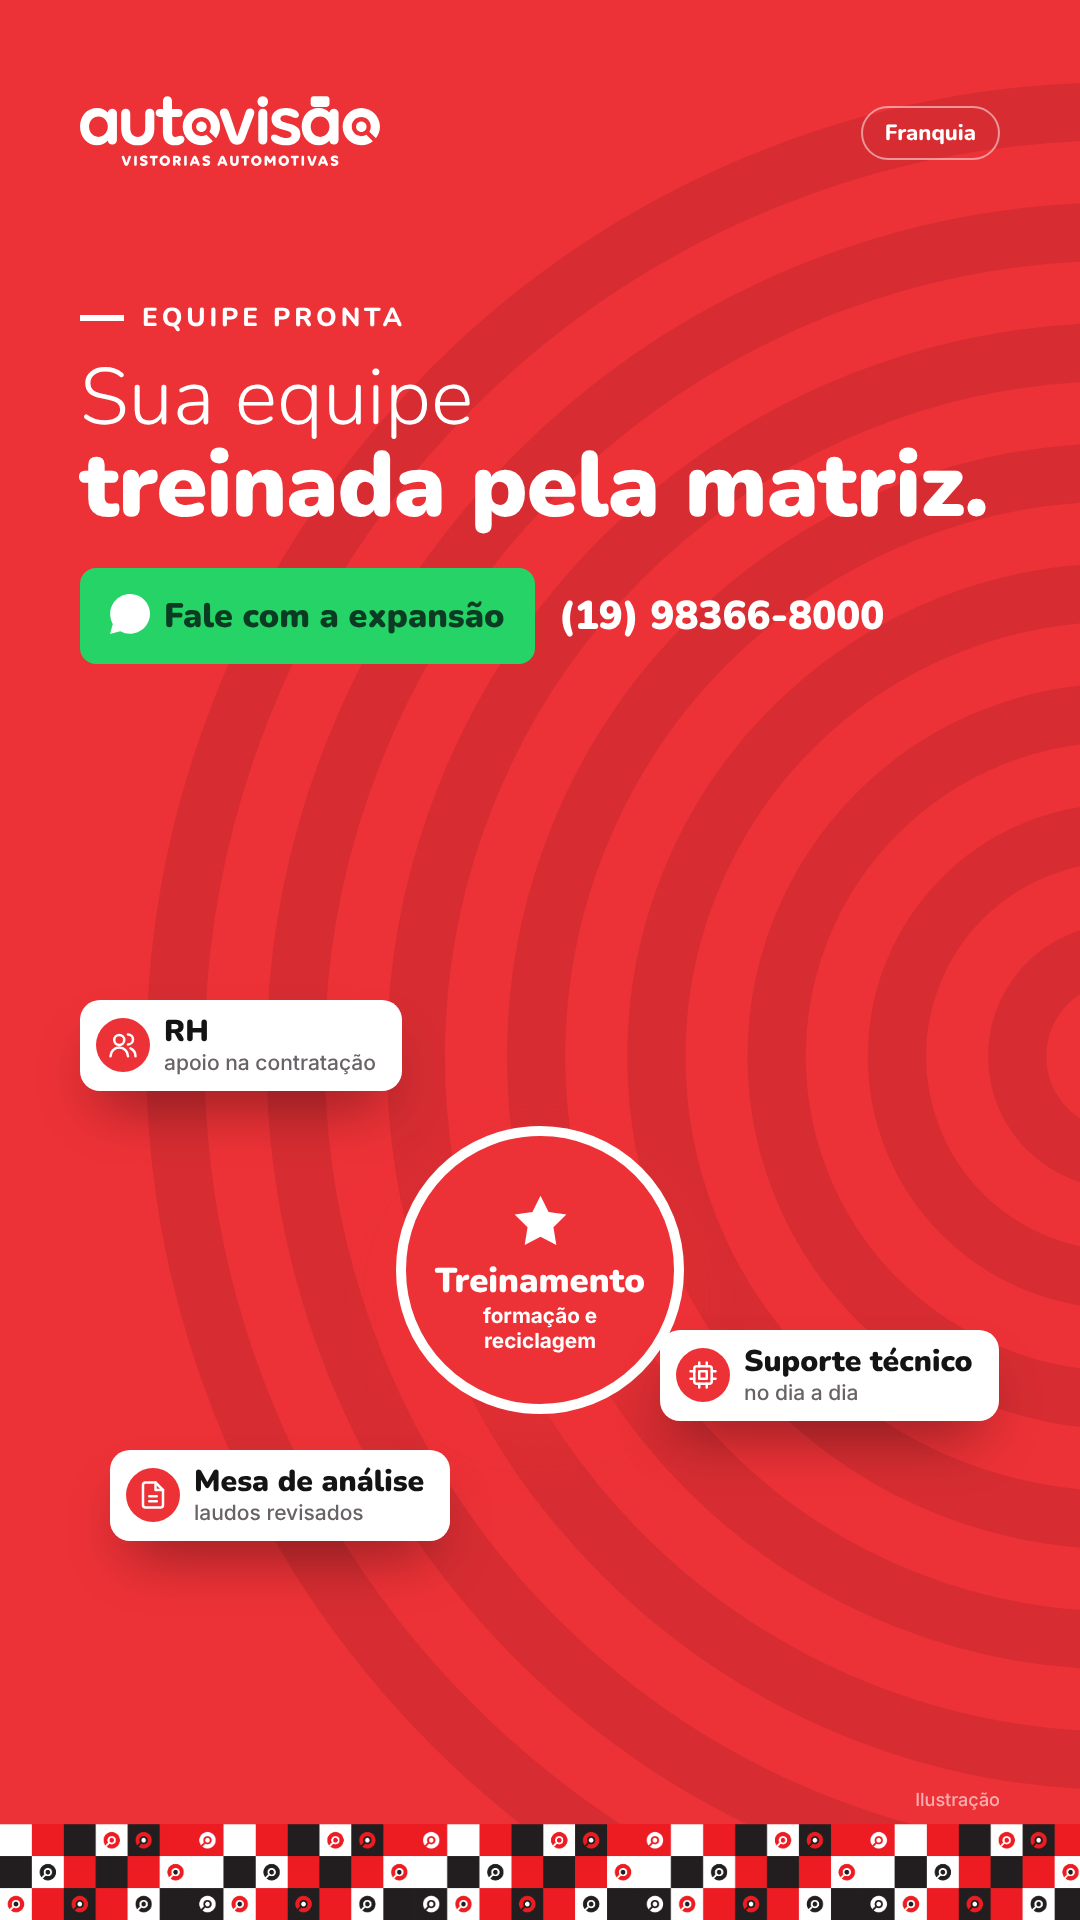 autovisão
VISTORIAS AUTOMOTIVAS
Franquia
EQUIPE PRONTA
Sua equipe
treinada pela matriz.
Fale com a expansão
(19) 98366-8000
RH
apoio na contratação
Treinamento
formação e
reciclagem
Suporte técnico
no dia a dia
Mesa de análise
laudos revisados
Ilustração